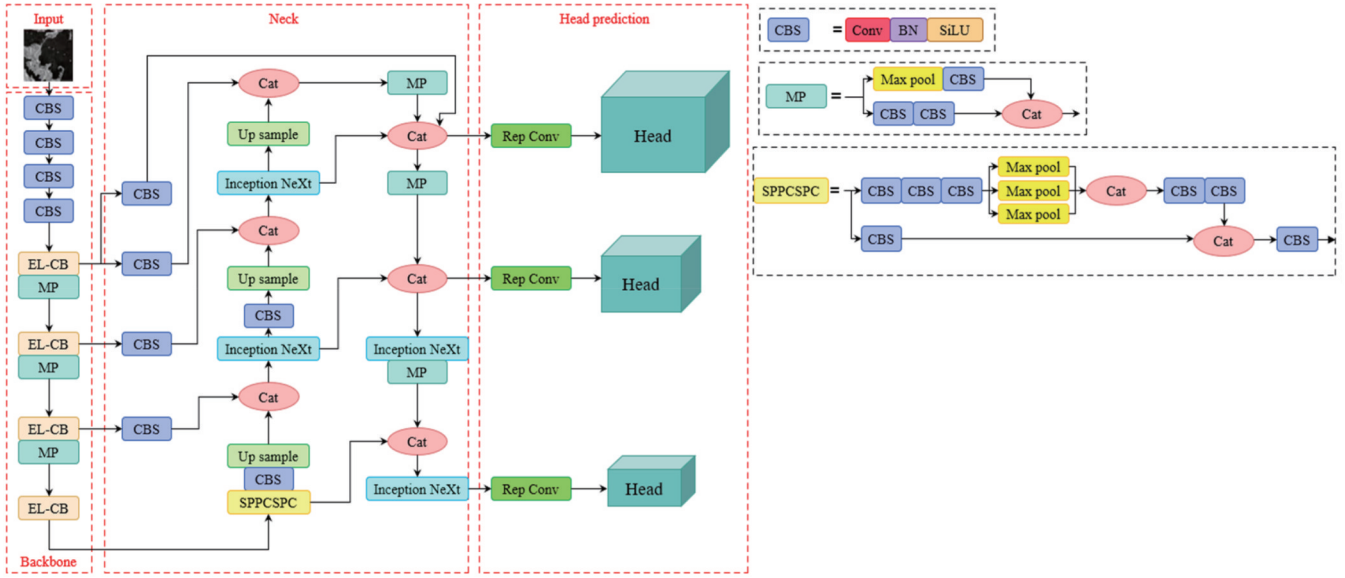 Input
Neck
Head prediction
CBS
CBS
CBS
CBS
EL-CB
MP
EL-CB
MP
EL-CB
MP
EL-CB
Backbone
CBS
CBS
CBS
CBS
Cat
Up sample
Inception NeXt
Cat
Up sample
CBS
Inception NeXt
Cat
Up sample
CBS
SPPCSPC
MP
Cat
MP
Cat
Inception NeXt
MP
Cat
Inception NeXt
Rep Conv
Head
Rep Conv
Head
Rep Conv
Head
CBS = Conv BN SiLU
MP =
Max pool CBS
CBS CBS
Cat
SPPCSPC =
CBS CBS CBS
Max pool
Max pool
Max pool
Cat
CBS CBS
CBS
Cat
CBS